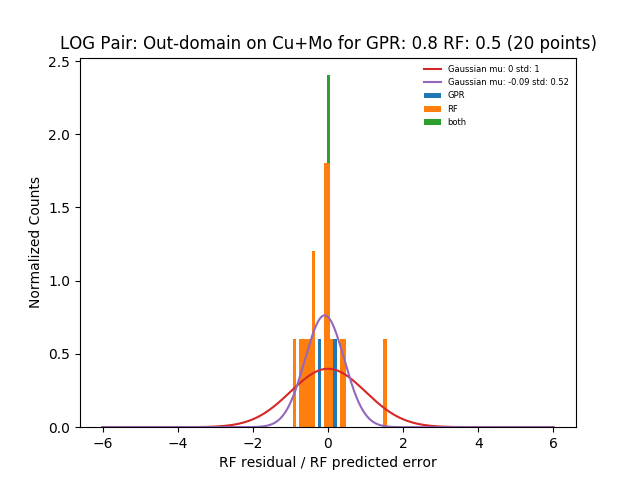 LOG Pair: Out-domain on Cu+Mo for GPR: 0.8 RF: 0.5 (20 points)
Gaussian mu: 0 std: 1
Gaussian mu: -0.09 std: 0.52
GPR
RF
both
Normalized Counts
2.5
2.0
1.5
1.0
0.5
0.0
−6 −4 −2 0 2 4 6
RF residual / RF predicted error